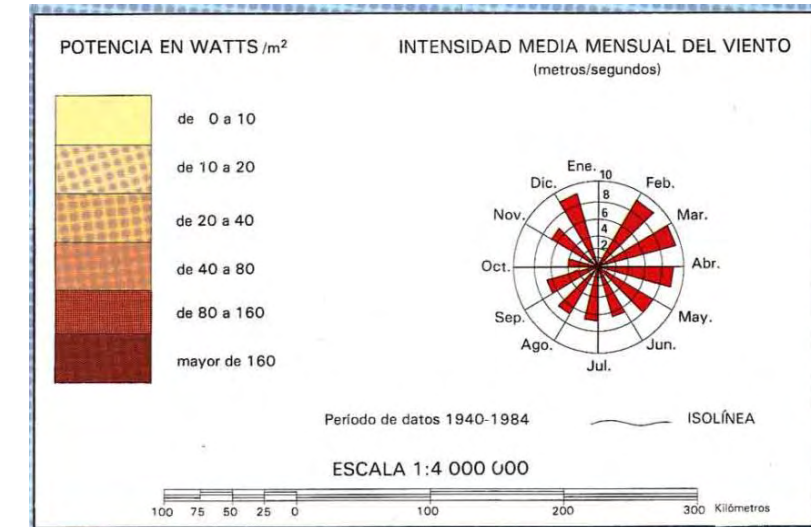 POTENCIA EN WATTS /m²
de 0 a 10
de 10 a 20
de 20 a 40
de 40 a 80
de 80 a 160
mayor de 160
INTENSIDAD MEDIA MENSUAL DEL VIENTO
(metros/segundos)
Ene.
Feb.
Mar.
Abr.
May.
Jun.
Jul.
Ago.
Sep.
Oct.
Nov.
Dic.
10
8
6
4
2
Período de datos 1940-1984
ISOLÍNEA
ESCALA 1:4 000 000
100 75 50 25 0 100 200 300 Kilómetros